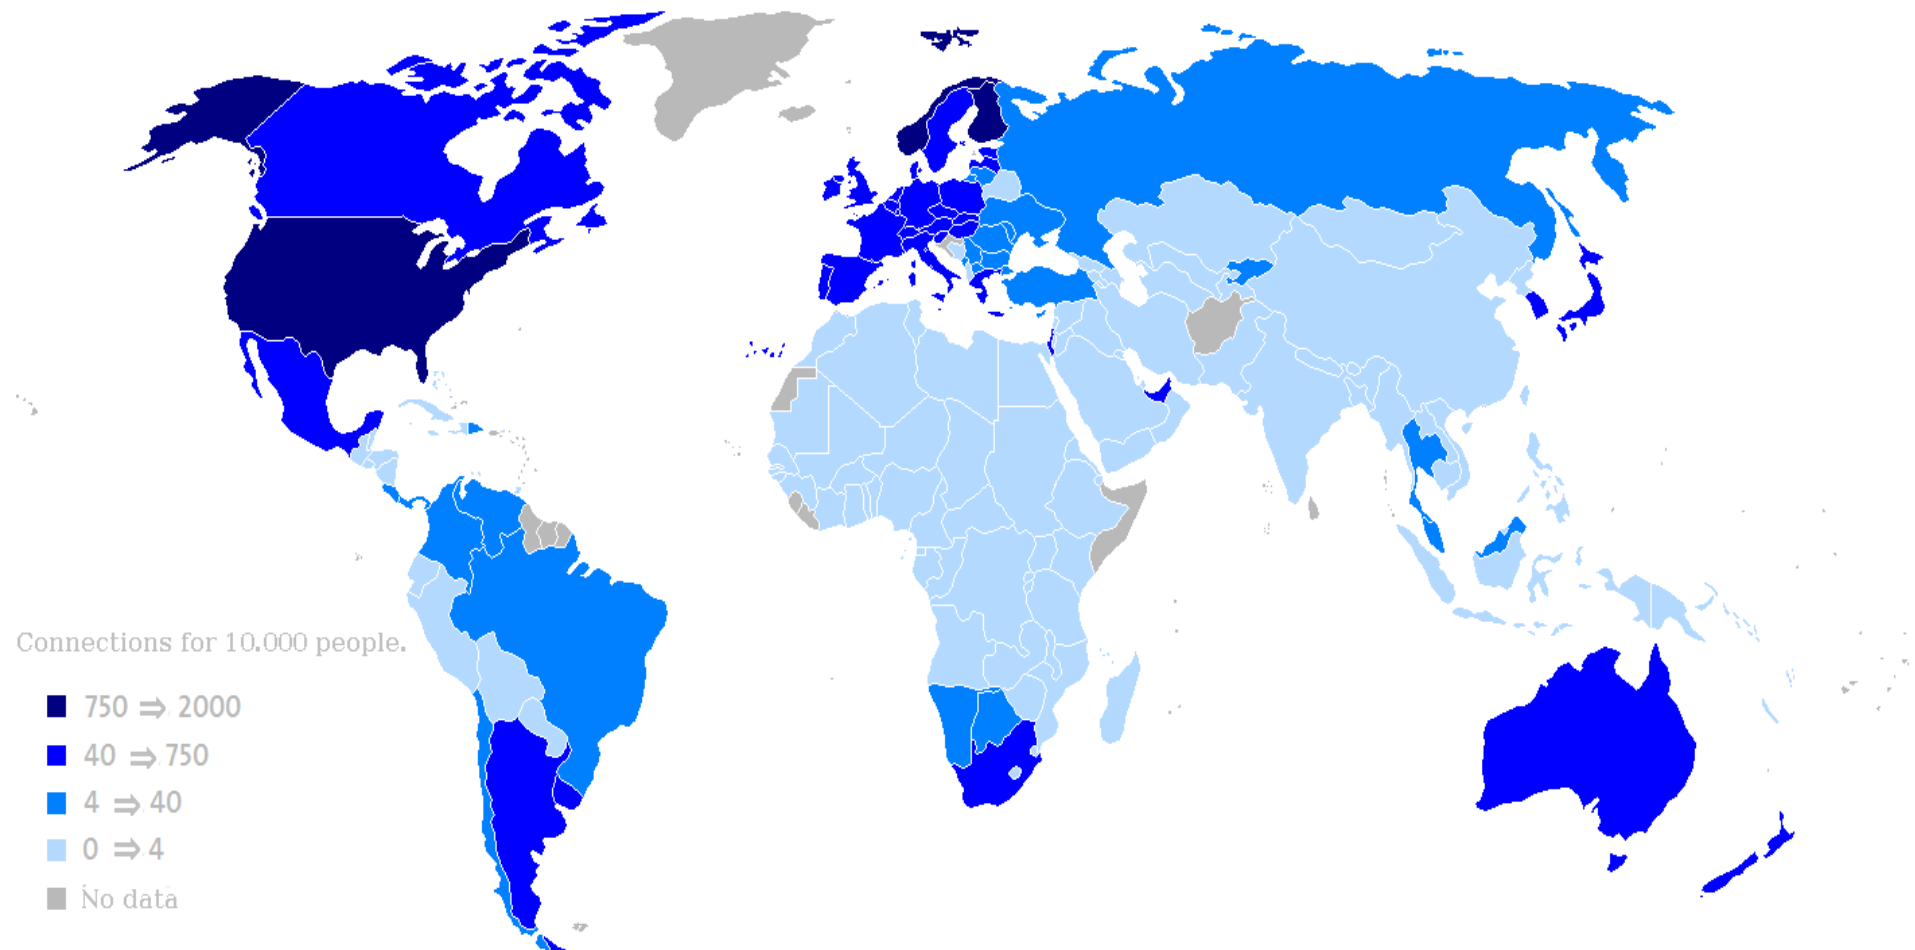 Connections for 10.000 people.
750 ⇒ 2000
40 ⇒ 750
4 ⇒ 40
0 ⇒ 4
No data